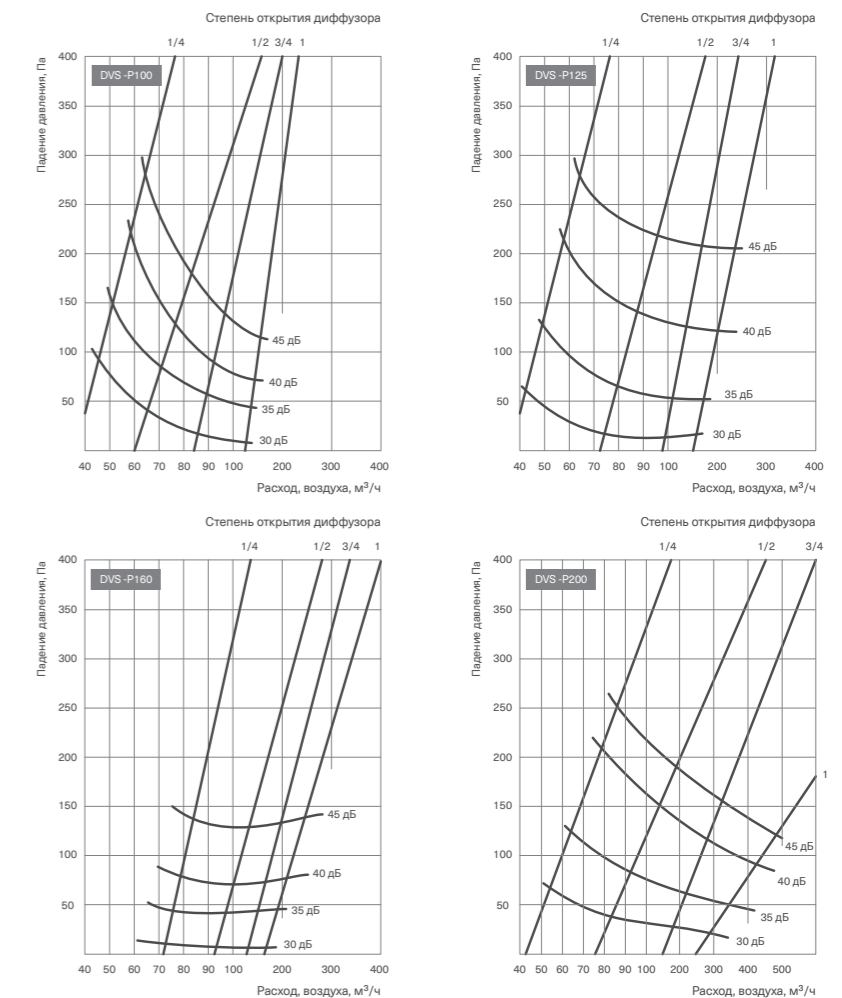 Степень открытия диффузора
1/4 1/2 3/4 1
DVS -P100
Падение давления, Па
400
350
300
250
200
150
100
50
45 дБ
40 дБ
35 дБ
30 дБ
40 50 60 70 80 90 100 200 300 400
Расход, воздуха, м³/ч
Степень открытия диффузора
1/4 1/2 3/4 1
DVS -P125
Падение давления, Па
400
350
300
250
200
150
100
50
45 дБ
40 дБ
35 дБ
30 дБ
40 50 60 70 80 90 100 200 300 400
Расход, воздуха, м³/ч
Степень открытия диффузора
1/4 1/2 3/4 1
DVS -P160
Падение давления, Па
400
350
300
250
200
150
100
50
45 дБ
40 дБ
35 дБ
30 дБ
40 50 60 70 80 90 100 200 300 400
Расход, воздуха, м³/ч
Степень открытия диффузора
1/4 1/2 3/4
DVS -P200
Падение давления, Па
400
350
300
250
200
150
100
50
1
45 дБ
40 дБ
35 дБ
30 дБ
40 50 60 70 80 90 100 200 300 400 500
Расход, воздуха, м³/ч